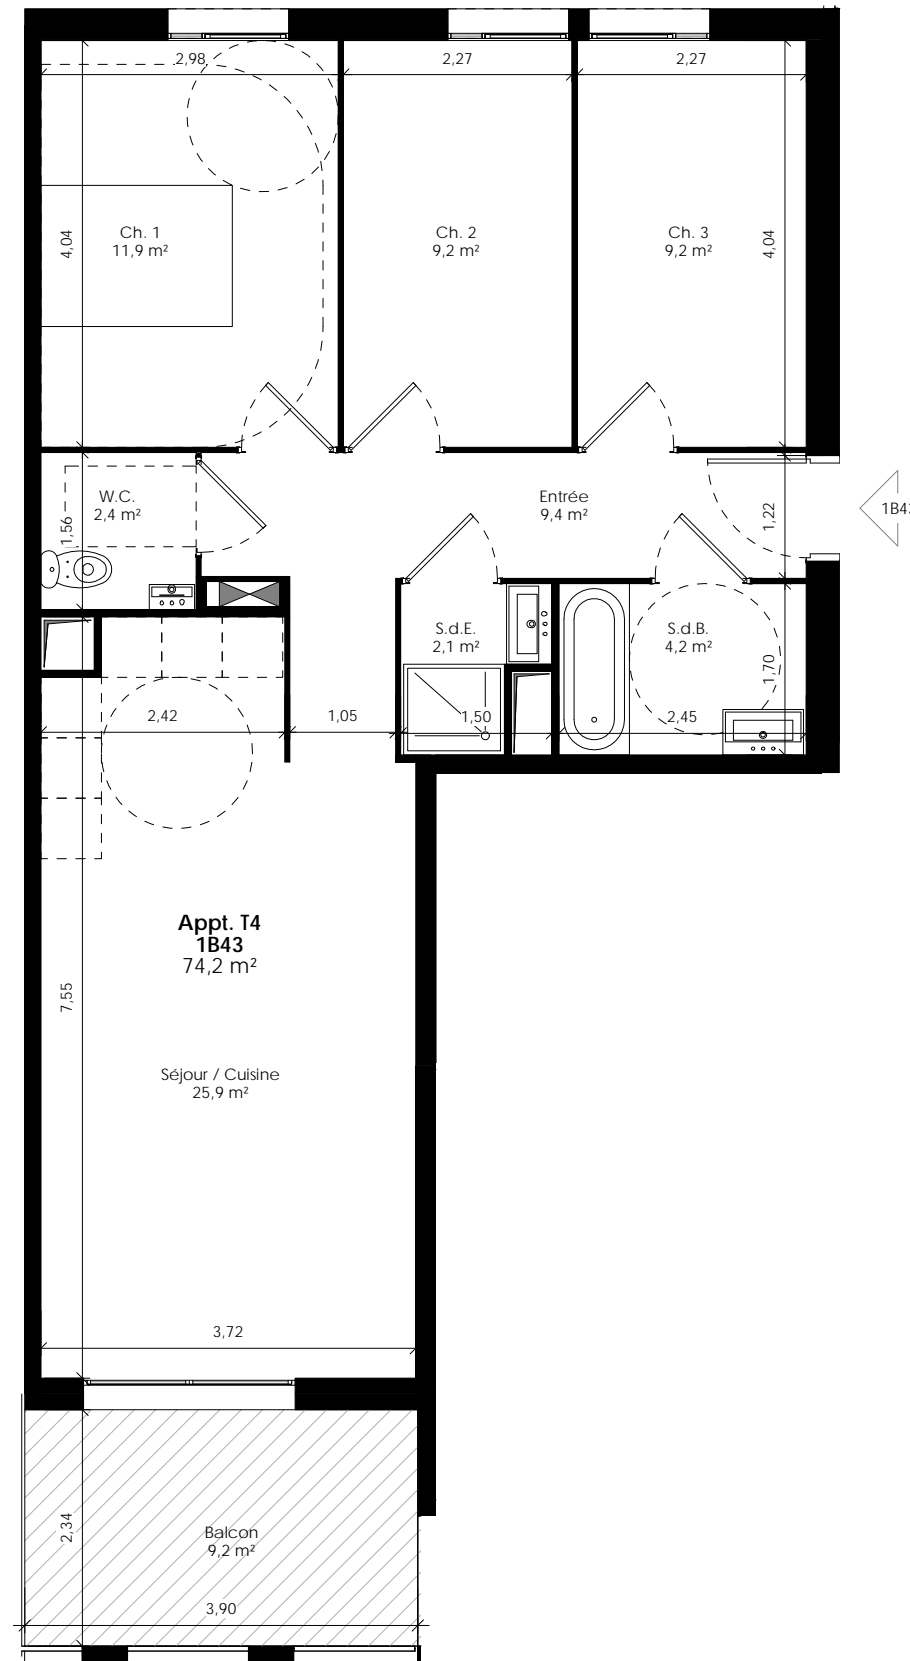 2,98
2,27
2,27
Ch. 1
11,9 m²
Ch. 2
9,2 m²
Ch. 3
9,2 m²
4,04
4,04
W.C.
2,4 m²
1,56
Entrée
9,4 m²
1,22
1B43
S.d.E.
2,1 m²
S.d.B.
4,2 m²
1,70
2,42
1,05
1,50
2,45
Appt. T4
1B43
74,2 m²
7,55
Séjour / Cuisine
25,9 m²
3,72
2,34
Balcon
9,2 m²
3,90